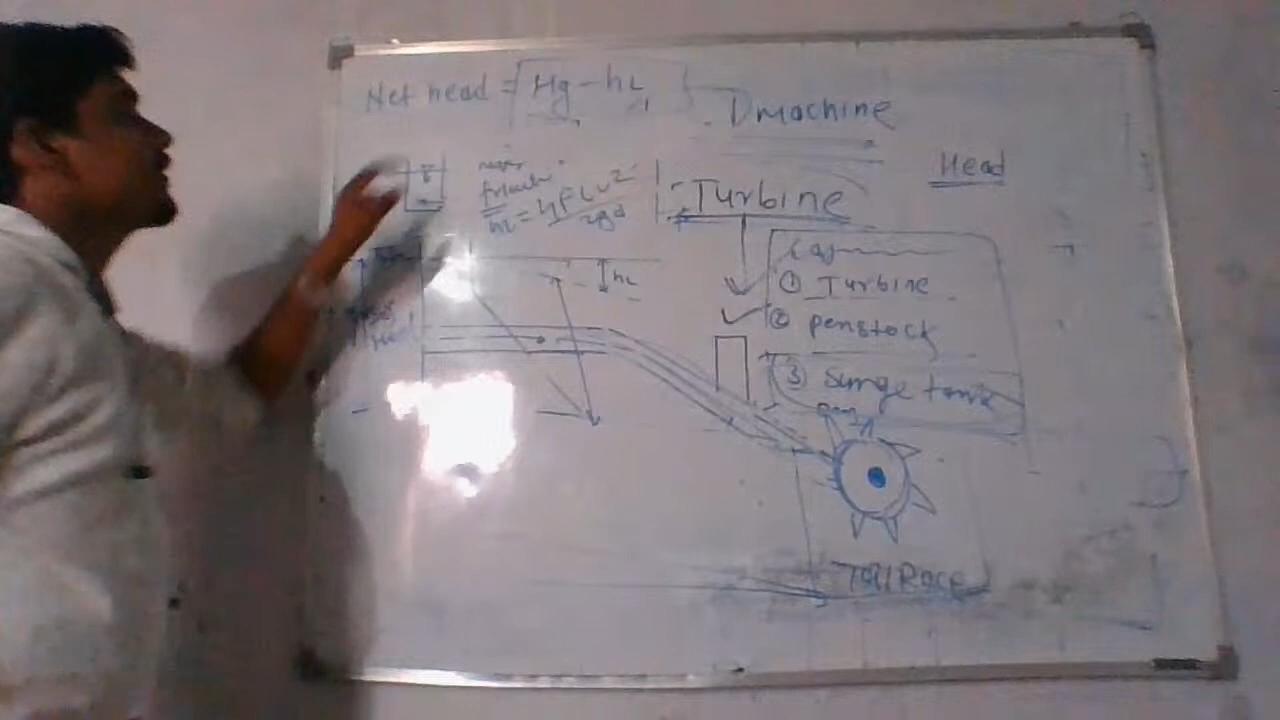 Net head = Hg - hL
Machine
Head
Turbine
hL = 4fLv²
2gd
hL
① Turbine
② penstock
③ Surge tank
Tail Race